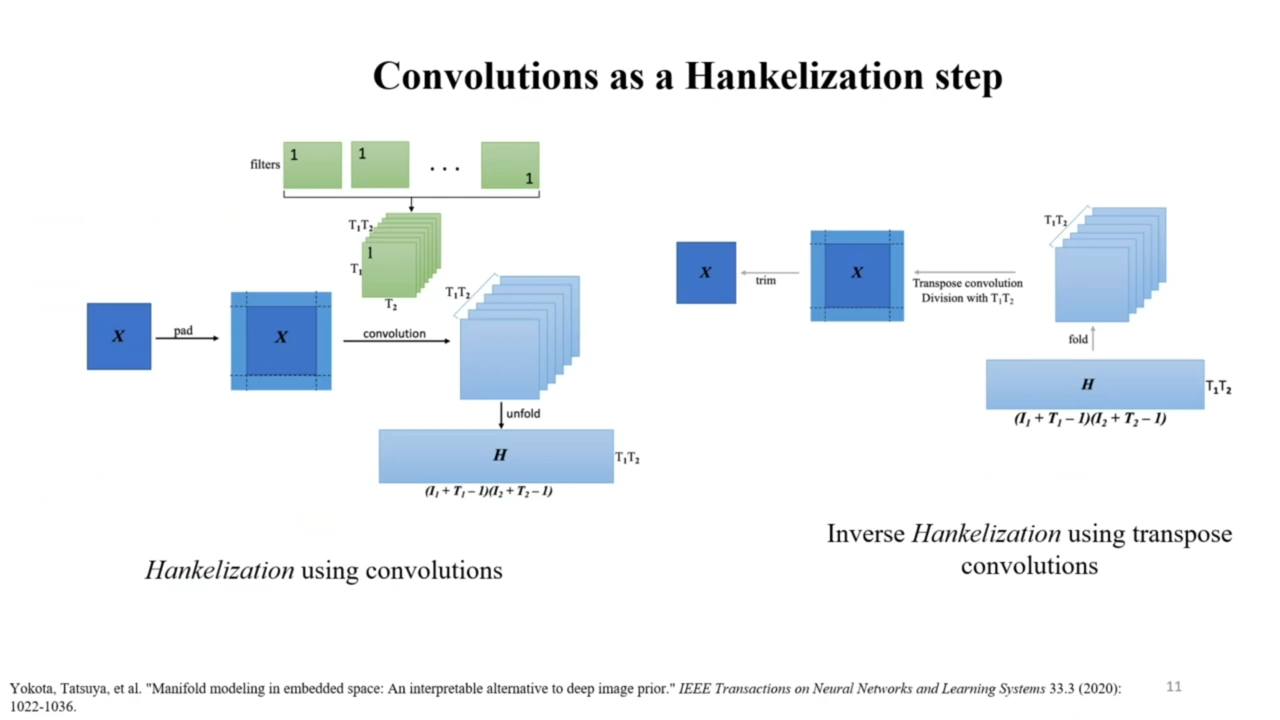 Convolutions as a Hankelization step
filters
1
1
. . .
1
T₁T₂
1
T₁
T₂
X
pad
X
convolution
T₁T₂
unfold
H
T₁T₂
(I₁ + T₁ – 1)(I₂ + T₂ – 1)
Hankelization using convolutions
X
trim
X
Transpose convolution
Division with T₁T₂
T₁T₂
fold
H
T₁T₂
(I₁ + T₁ – 1)(I₂ + T₂ – 1)
Inverse Hankelization using transpose
convolutions
Yokota, Tatsuya, et al. "Manifold modeling in embedded space: An interpretable alternative to deep image prior." IEEE Transactions on Neural Networks and Learning Systems 33.3 (2020):
1022-1036.
11